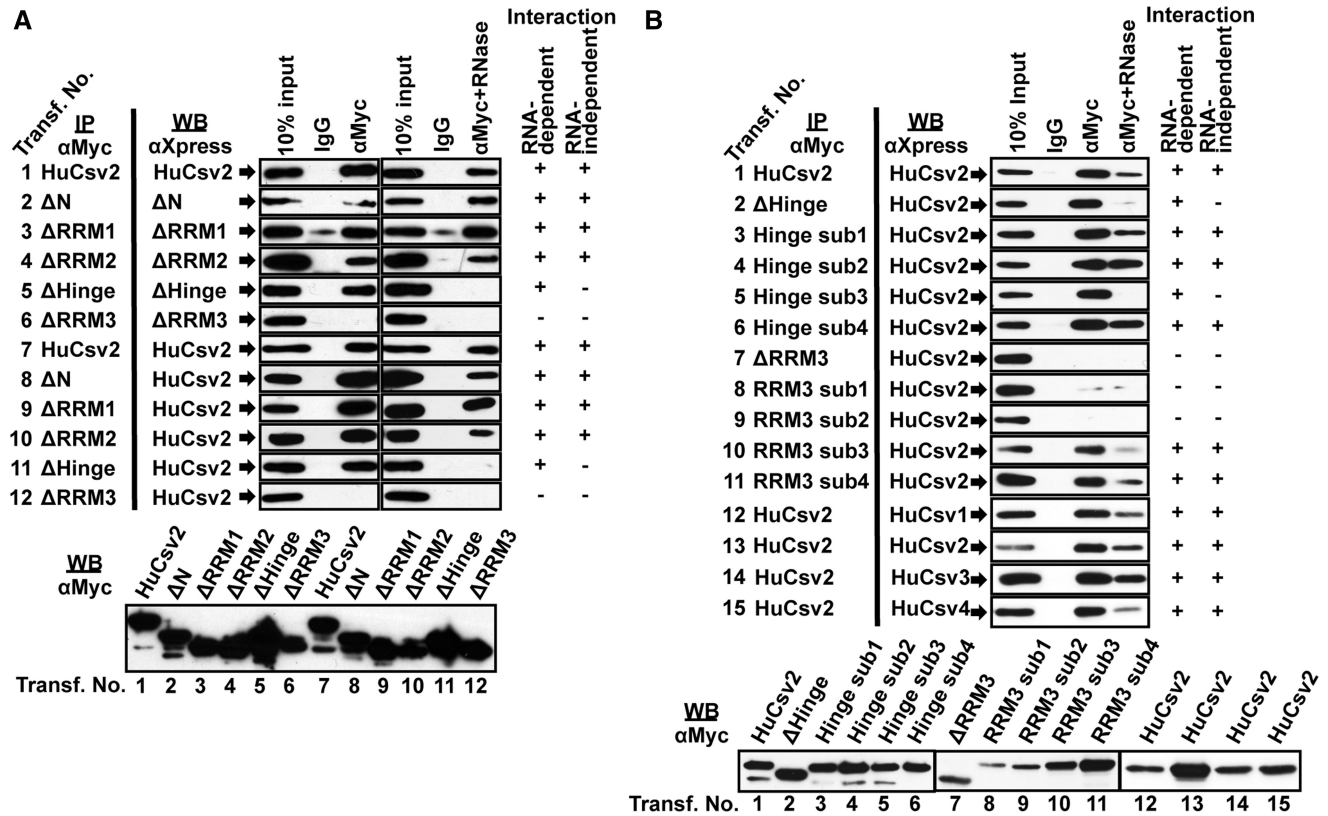 A
Interaction
Transf. No.
IP
αMyc
WB
αXpress
10% input
IgG
αMyc
10% input
IgG
αMyc+RNase
RNA-
dependent
RNA-
independent
1 HuCsv2 HuCsv2 + +
2 ΔN ΔN + +
3 ΔRRM1 ΔRRM1 + +
4 ΔRRM2 ΔRRM2 + +
5 ΔHinge ΔHinge + -
6 ΔRRM3 ΔRRM3 - -
7 HuCsv2 HuCsv2 + +
8 ΔN HuCsv2 + +
9 ΔRRM1 HuCsv2 + +
10 ΔRRM2 HuCsv2 + +
11 ΔHinge HuCsv2 + -
12 ΔRRM3 HuCsv2 - -
WB
αMyc
HuCsv2 ΔN ΔRRM1 ΔRRM2 ΔHinge ΔRRM3 HuCsv2 ΔN ΔRRM1 ΔRRM2 ΔHinge ΔRRM3
Transf. No. 1 2 3 4 5 6 7 8 9 10 11 12
B
Interaction
Transf. No.
IP
αMyc
WB
αXpress
10% Input
IgG
αMyc
αMyc+RNase
RNA-
dependent
RNA-
independent
1 HuCsv2 HuCsv2 + +
2 ΔHinge HuCsv2 + -
3 Hinge sub1 HuCsv2 + +
4 Hinge sub2 HuCsv2 + +
5 Hinge sub3 HuCsv2 + -
6 Hinge sub4 HuCsv2 + +
7 ΔRRM3 HuCsv2 - -
8 RRM3 sub1 HuCsv2 - -
9 RRM3 sub2 HuCsv2 - -
10 RRM3 sub3 HuCsv2 + +
11 RRM3 sub4 HuCsv2 + +
12 HuCsv2 HuCsv1 + +
13 HuCsv2 HuCsv2 + +
14 HuCsv2 HuCsv3 + +
15 HuCsv2 HuCsv4 + +
WB
αMyc
HuCsv2 ΔHinge Hinge sub1 Hinge sub2 Hinge sub3 Hinge sub4 ΔRRM3 RRM3 sub1 RRM3 sub2 RRM3 sub3 RRM3 sub4 HuCsv2 HuCsv2 HuCsv2 HuCsv2
Transf. No. 1 2 3 4 5 6 7 8 9 10 11 12 13 14 15